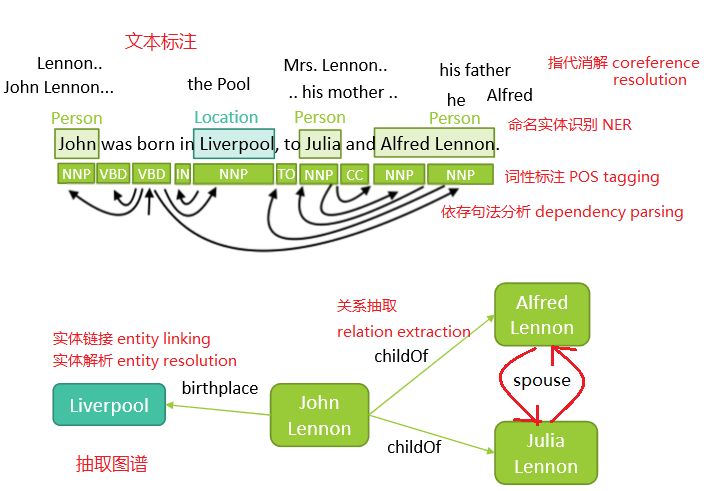 文本标注
Lennon..
John Lennon...
the Pool
Mrs. Lennon..
.. his mother ..
his father
he Alfred
指代消解 coreference
resolution
Person Location Person Person
命名实体识别 NER
John was born in Liverpool, to Julia and Alfred Lennon.
NNP VBD VBD IN NNP TO NNP CC NNP NNP
词性标注 POS tagging
依存句法分析 dependency parsing
关系抽取
relation extraction
Alfred
Lennon
实体链接 entity linking
实体解析 entity resolution
childOf
spouse
birthplace
Liverpool
John
Lennon
childOf
Julia
Lennon
抽取图谱